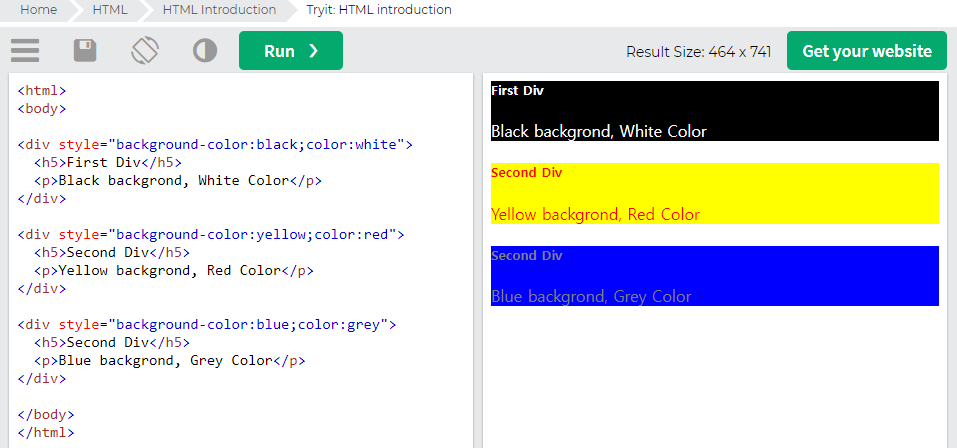 Home HTML HTML Introduction Tryit: HTML introduction
Run ❯ Result Size: 464 x 741 Get your website
<html>
<body>
<div style="background-color:black;color:white">
<h5>First Div</h5>
<p>Black backgrond, White Color</p>
</div>
<div style="background-color:yellow;color:red">
<h5>Second Div</h5>
<p>Yellow backgrond, Red Color</p>
</div>
<div style="background-color:blue;color:grey">
<h5>Second Div</h5>
<p>Blue backgrond, Grey Color</p>
</div>
</body>
</html>
First Div
Black backgrond, White Color
Second Div
Yellow backgrond, Red Color
Second Div
Blue backgrond, Grey Color